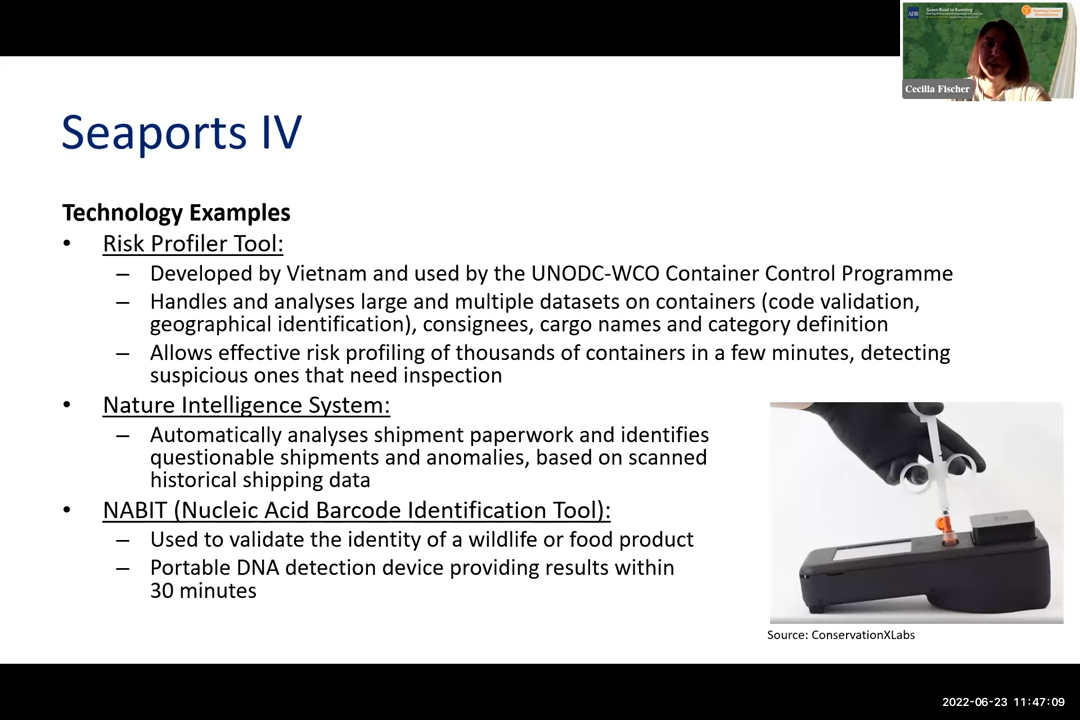 ADB
Green Road to Kunming
Cecilia Fischer
Seaports IV
Technology Examples
• Risk Profiler Tool:
– Developed by Vietnam and used by the UNODC-WCO Container Control Programme
– Handles and analyses large and multiple datasets on containers (code validation,
geographical identification), consignees, cargo names and category definition
– Allows effective risk profiling of thousands of containers in a few minutes, detecting
suspicious ones that need inspection
• Nature Intelligence System:
– Automatically analyses shipment paperwork and identifies
questionable shipments and anomalies, based on scanned
historical shipping data
• NABIT (Nucleic Acid Barcode Identification Tool):
– Used to validate the identity of a wildlife or food product
– Portable DNA detection device providing results within
30 minutes
Source: ConservationXLabs
2022-06-23 11:47:09